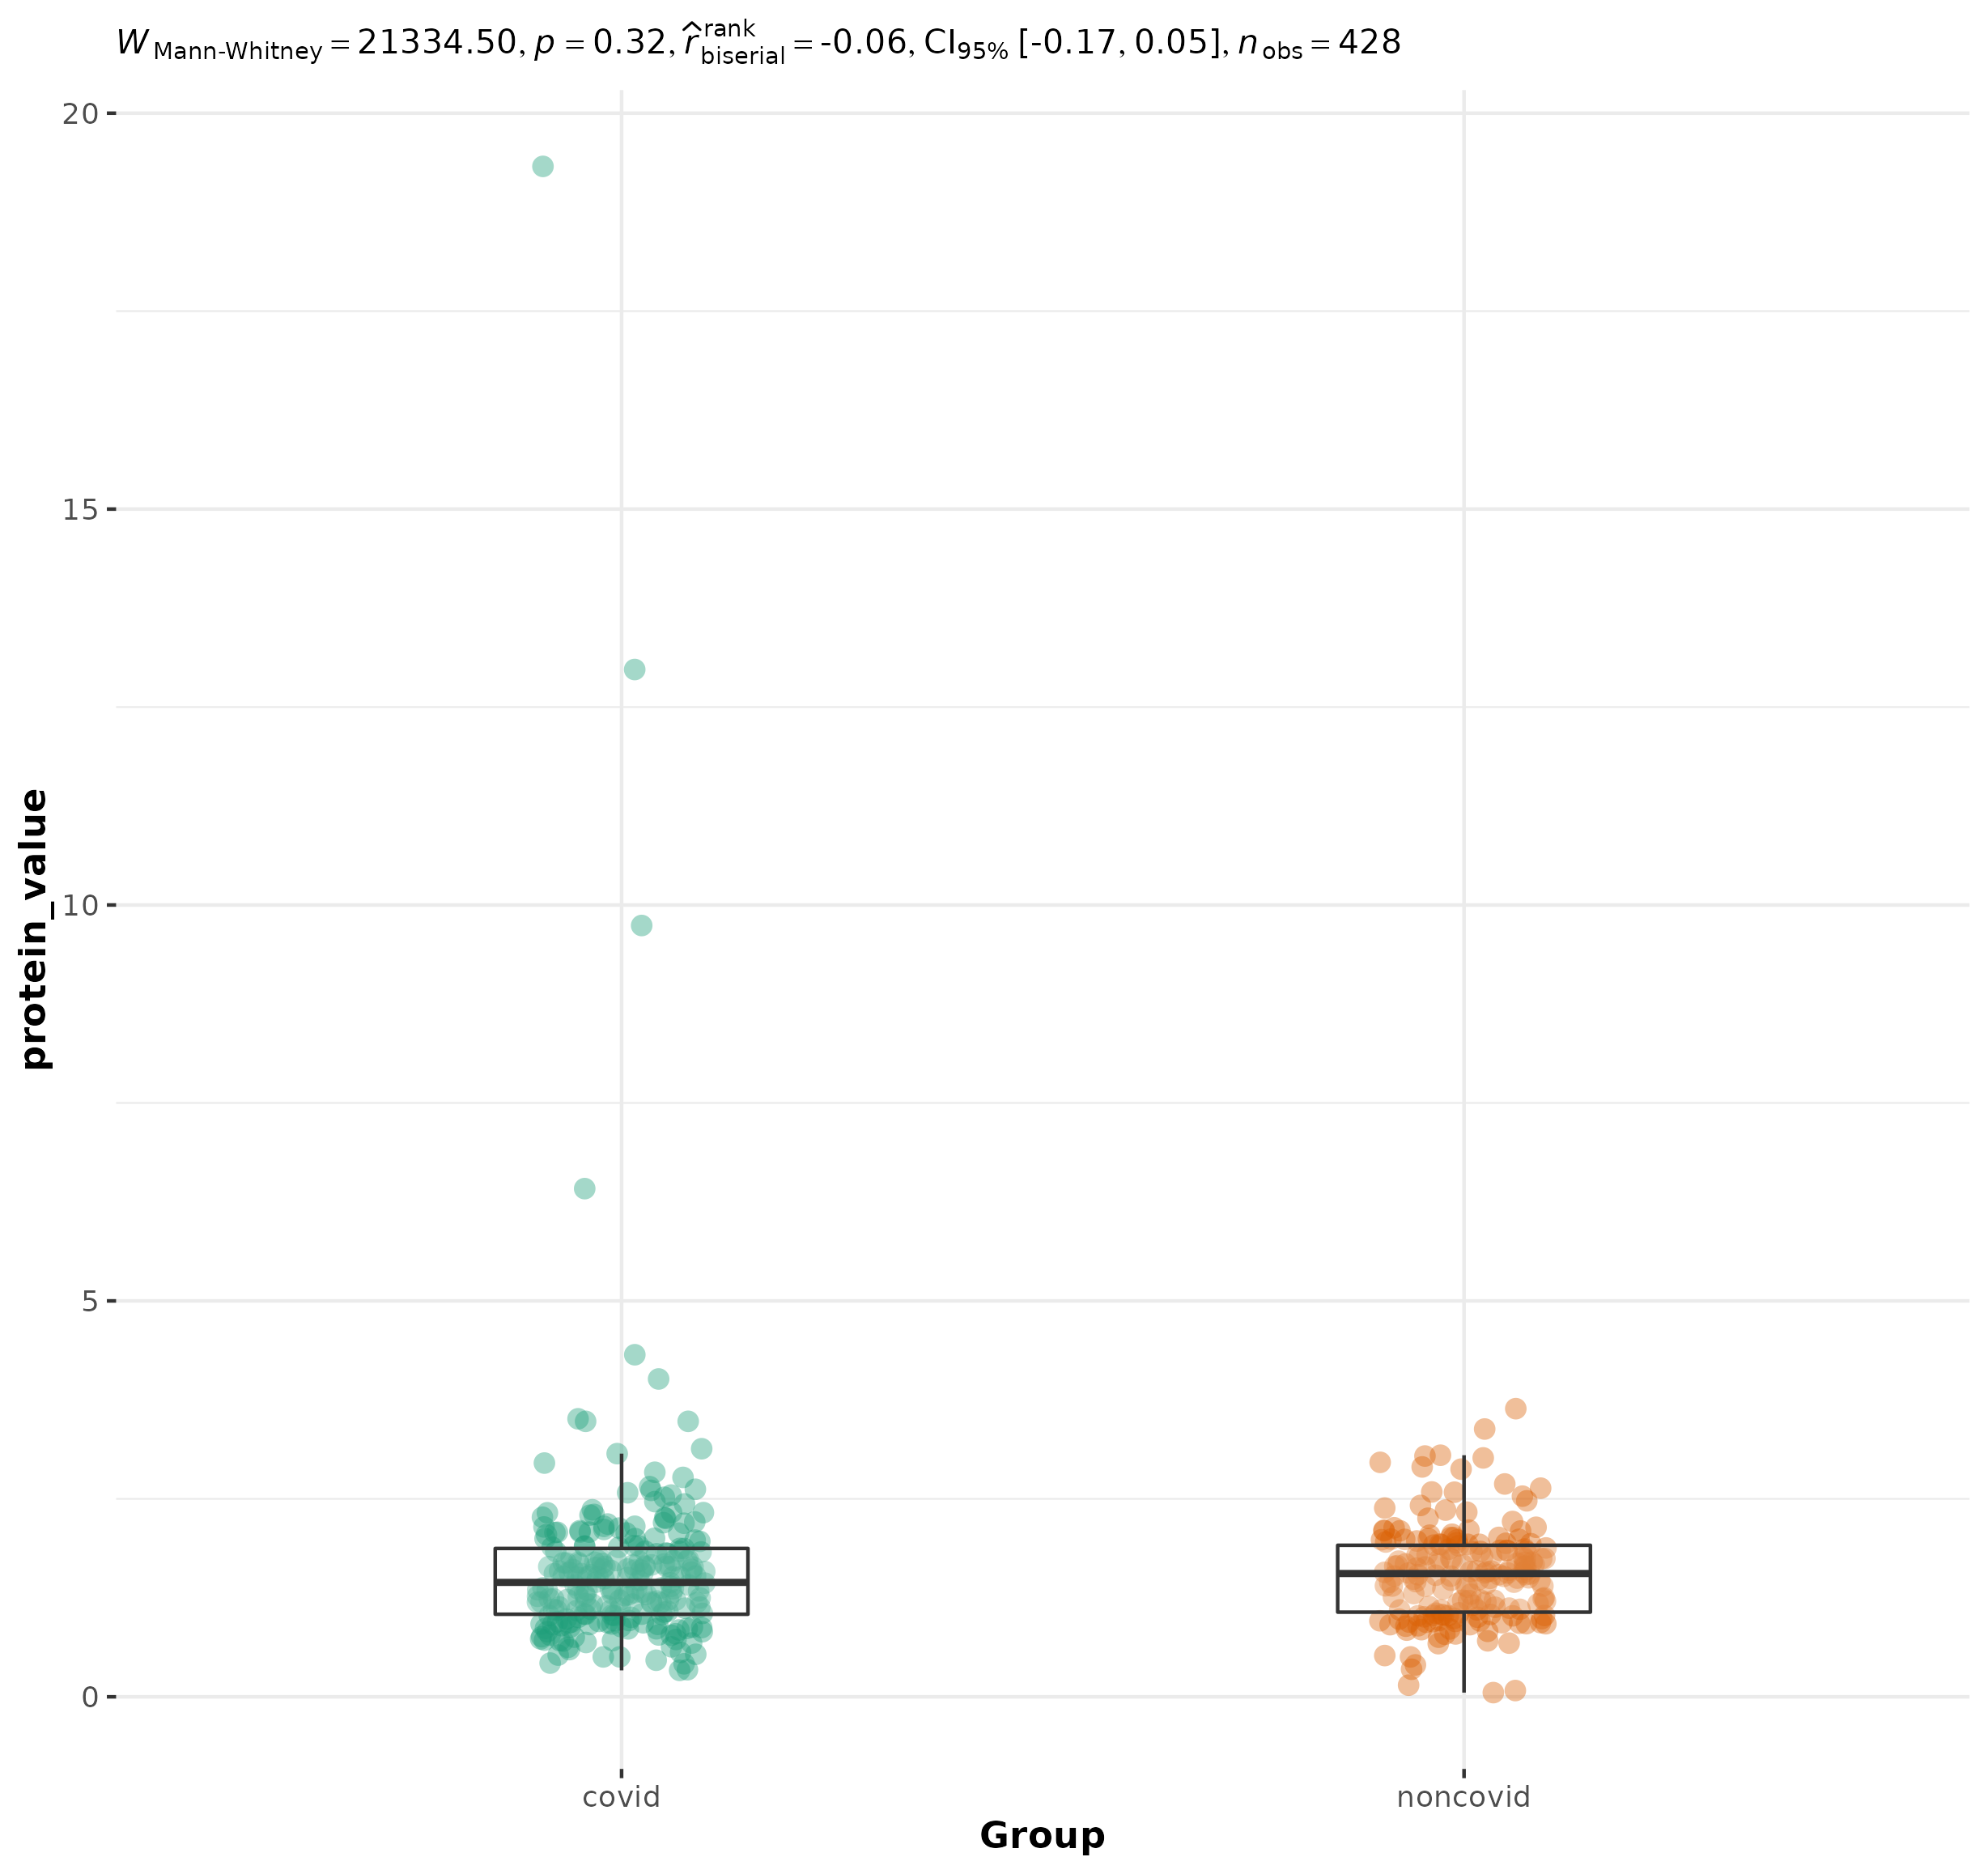 W Mann-Whitney = 21334.50, p = 0.32, r̂ rank biserial = -0.06, CI95% [-0.17, 0.05], n obs = 428
20
15
10
5
0
protein_value
covid noncovid
Group